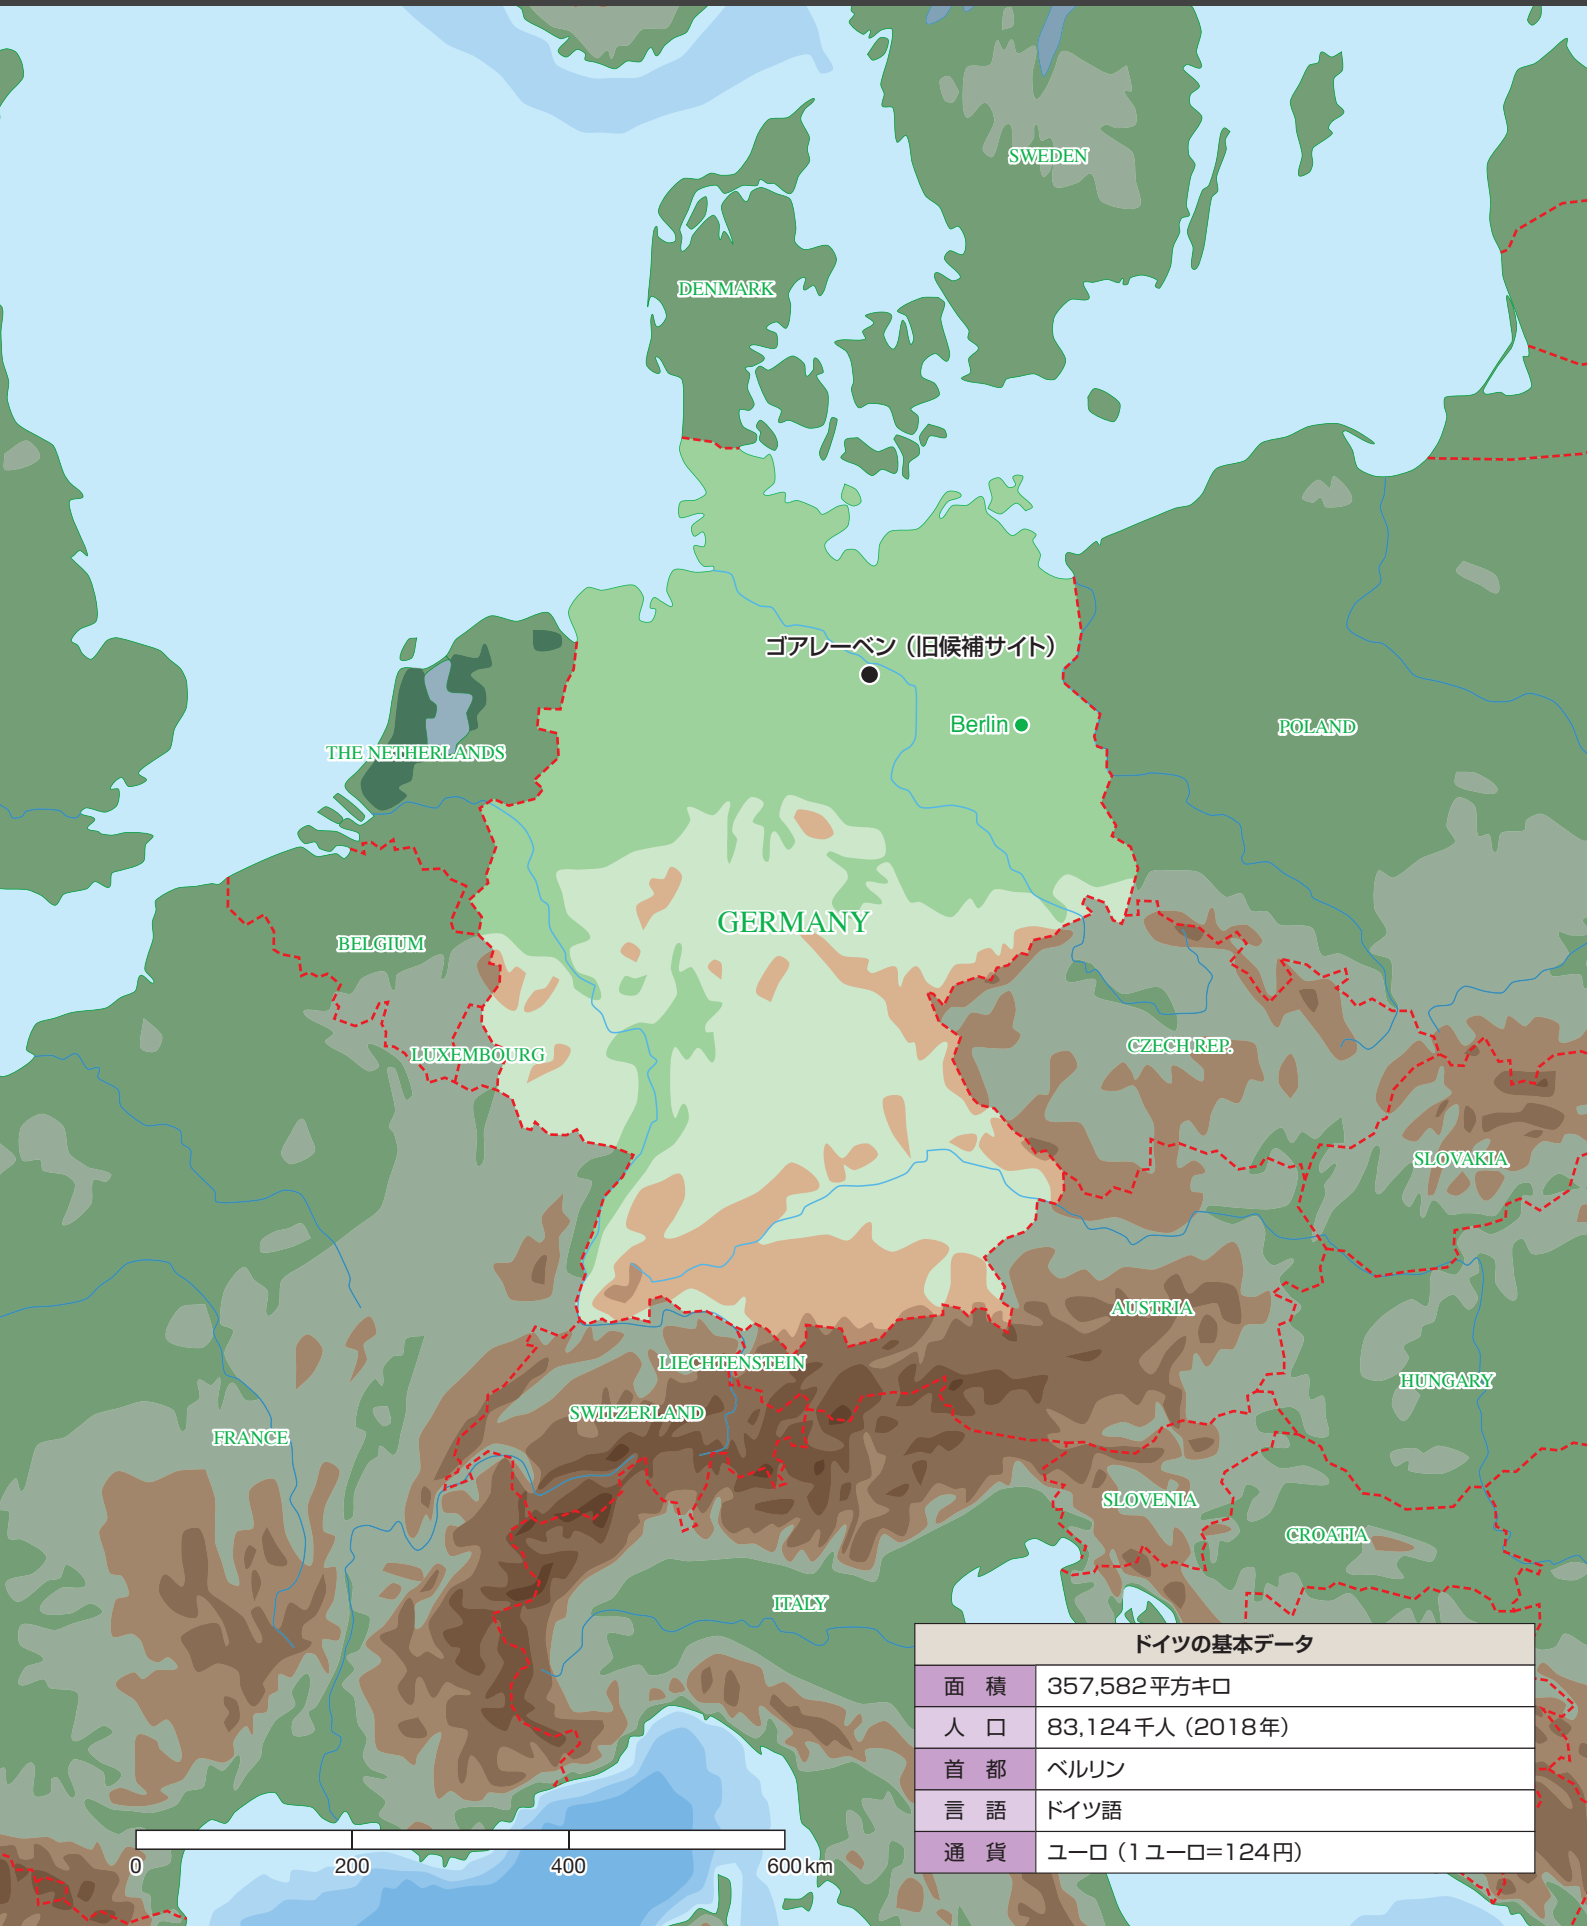 SWEDEN
DENMARK
ゴアレーベン（旧候補サイト）
Berlin
POLAND
THE NETHERLANDS
GERMANY
BELGIUM
LUXEMBOURG
CZECH REP.
SLOVAKIA
AUSTRIA
LIECHTENSTEIN
HUNGARY
SWITZERLAND
FRANCE
SLOVENIA
CROATIA
ITALY
ドイツの基本データ
面　積 357,582平方キロ
人　口 83,124千人（2018年）
首　都 ベルリン
言　語 ドイツ語
通　貨 ユーロ（1ユーロ=124円）
0 200 400 600km